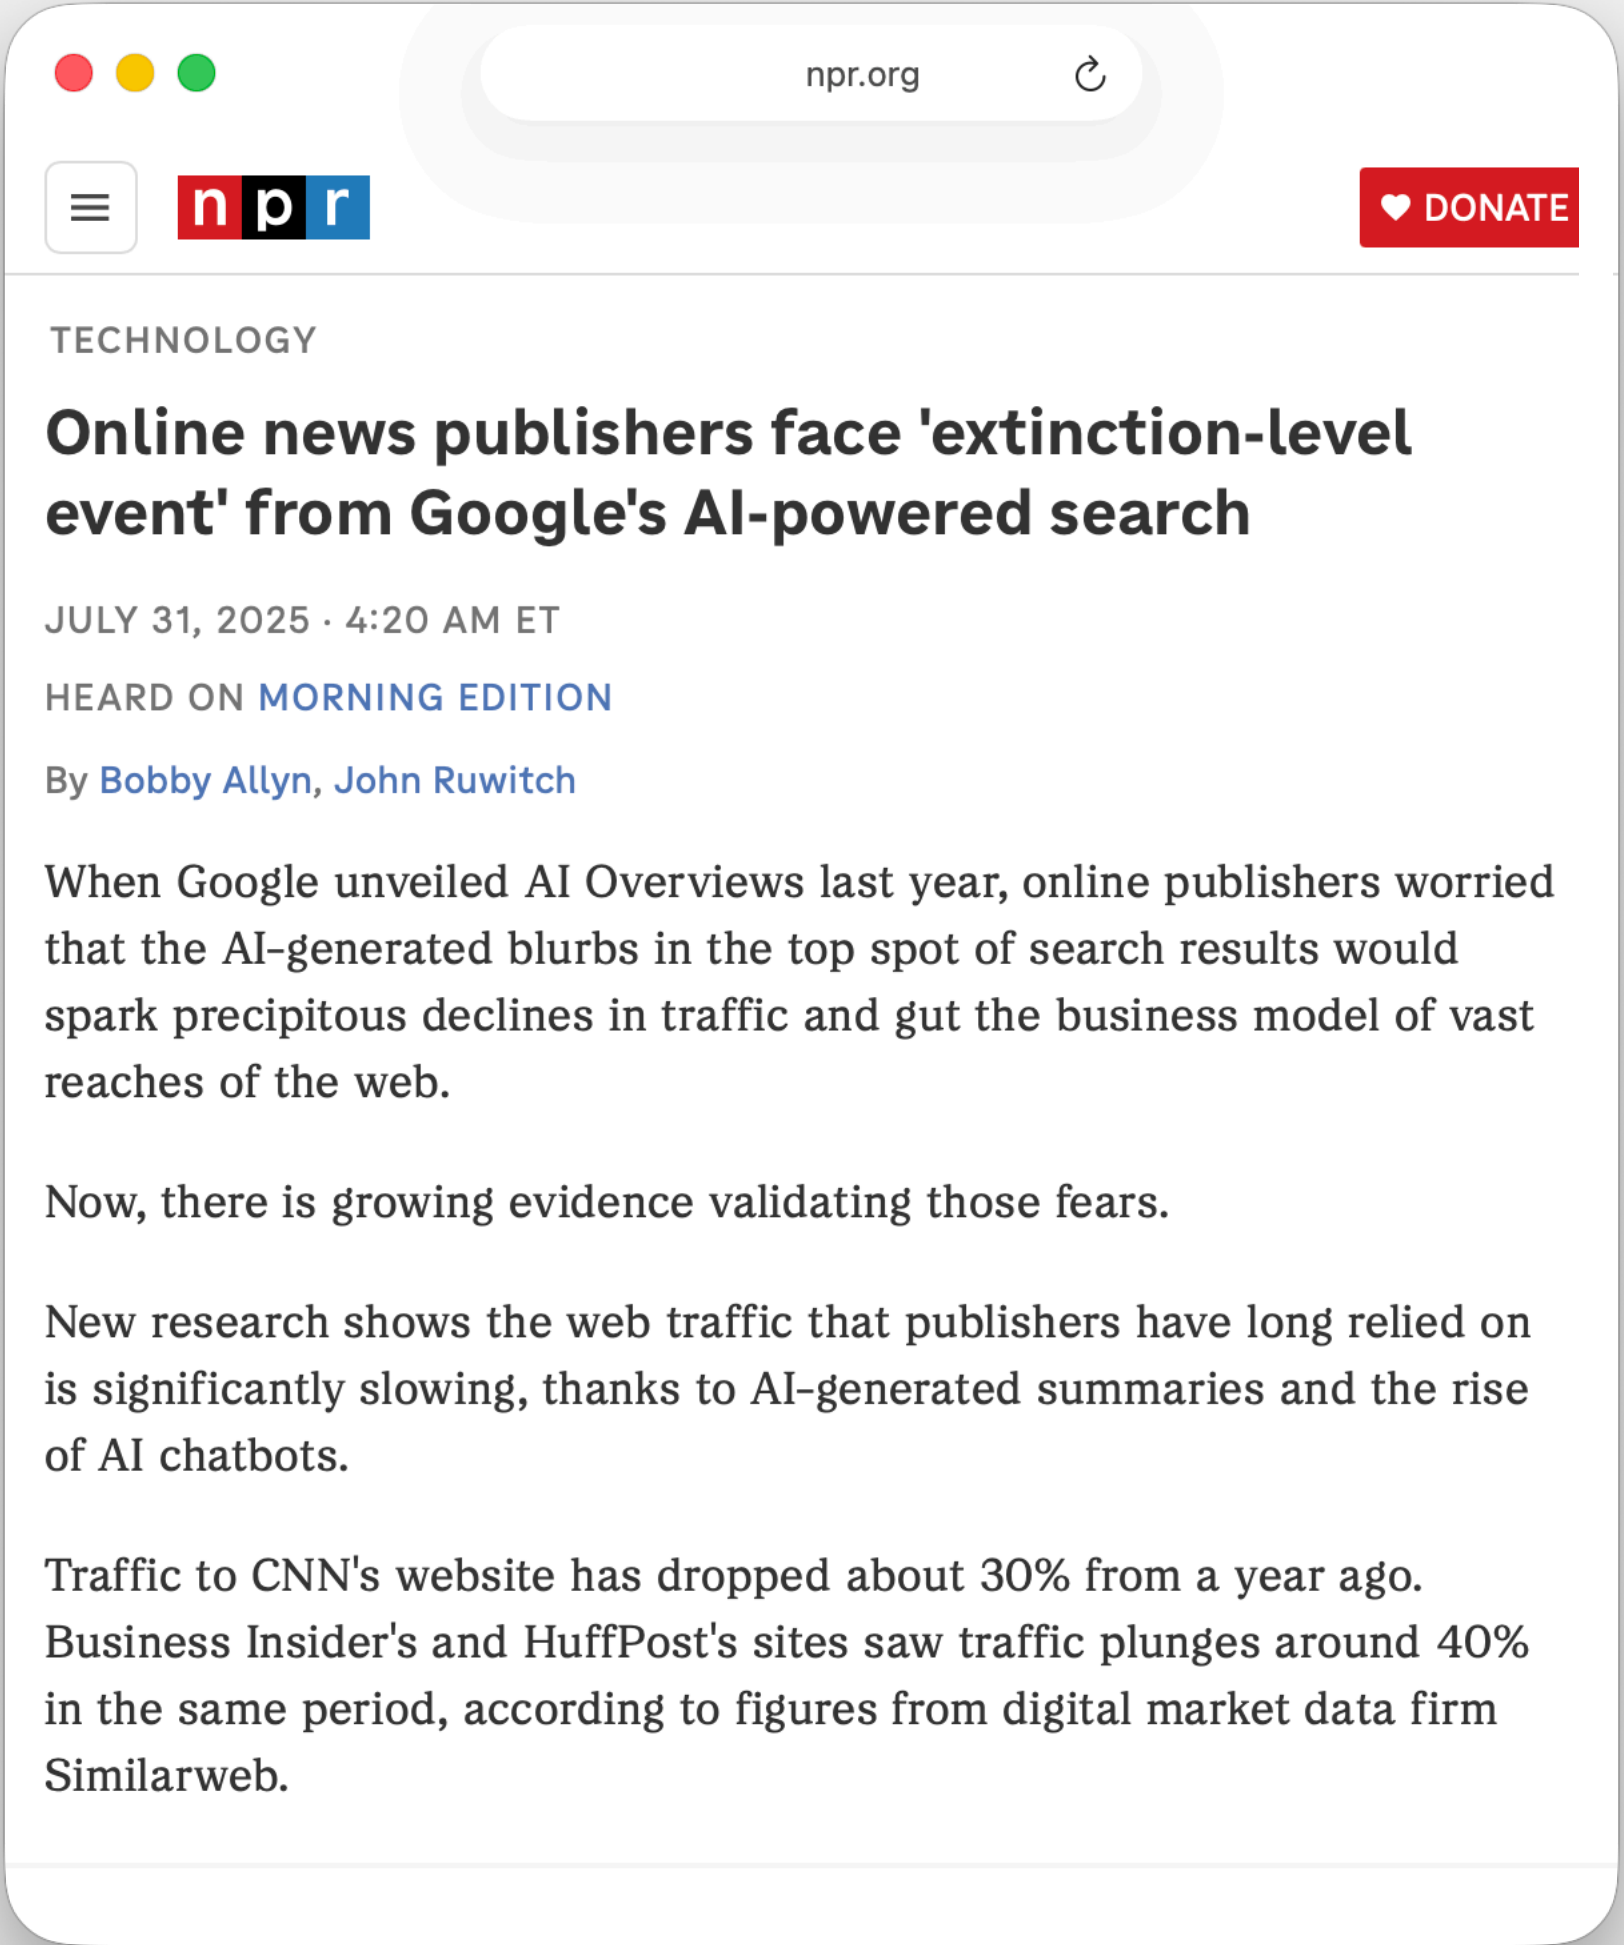 npr.org
npr
DONATE
TECHNOLOGY
Online news publishers face 'extinction-level
event' from Google's AI-powered search
JULY 31, 2025 · 4:20 AM ET
HEARD ON MORNING EDITION
By Bobby Allyn, John Ruwitch
When Google unveiled AI Overviews last year, online publishers worried
that the AI-generated blurbs in the top spot of search results would
spark precipitous declines in traffic and gut the business model of vast
reaches of the web.
Now, there is growing evidence validating those fears.
New research shows the web traffic that publishers have long relied on
is significantly slowing, thanks to AI-generated summaries and the rise
of AI chatbots.
Traffic to CNN's website has dropped about 30% from a year ago.
Business Insider's and HuffPost's sites saw traffic plunges around 40%
in the same period, according to figures from digital market data firm
Similarweb.